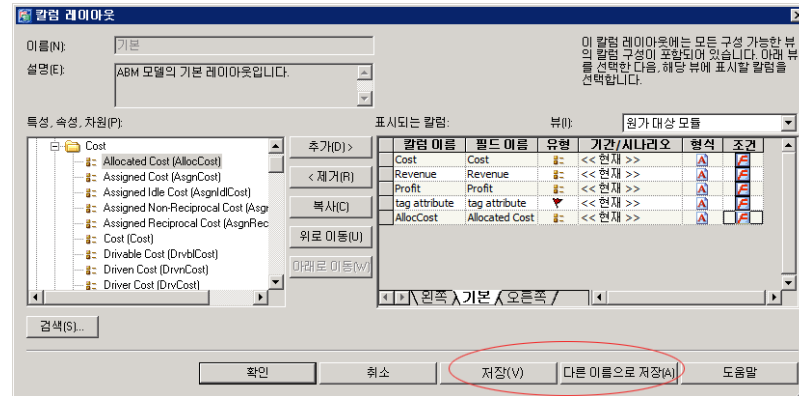 칼럼 레이아웃
이름(N):
기본
설명(E):
ABM 모델의 기본 레이아웃입니다.
이 칼럼 레이아웃에는 모든 구성 가능한 뷰
의 칼럼 구성이 포함되어 있습니다. 아래 뷰
를 선택한 다음, 해당 뷰에 표시할 칼럼을
선택합니다.
특성, 속성, 차원(P):
표시되는 칼럼:
뷰(I):
원가 대상 모듈
Cost
Allocated Cost (AllocCost)
Assigned Cost (AsgnCost)
Assigned Idle Cost (AsgnIdlCost)
Assigned Non-Reciprocal Cost (Asgr
Assigned Reciprocal Cost (AsgnRec
Cost (Cost)
Drivable Cost (DrvblCost)
Driven Cost (DrvnCost)
Driver Cost (DrvCost)
추가(D) >
< 제거(R)
복사(C)
위로 이동(U)
아래로 이동(W)
칼럼 이름 필드 이름 유형 기간/시나리오 형식 조건
Cost Cost << 현재 >>
Revenue Revenue << 현재 >>
Profit Profit << 현재 >>
tag attribute tag attribute << 현재 >>
AllocCost Allocated Cost << 현재 >>
왼쪽 기본 오른쪽
검색(S)...
확인 취소 저장(V) 다른 이름으로 저장(A) 도움말